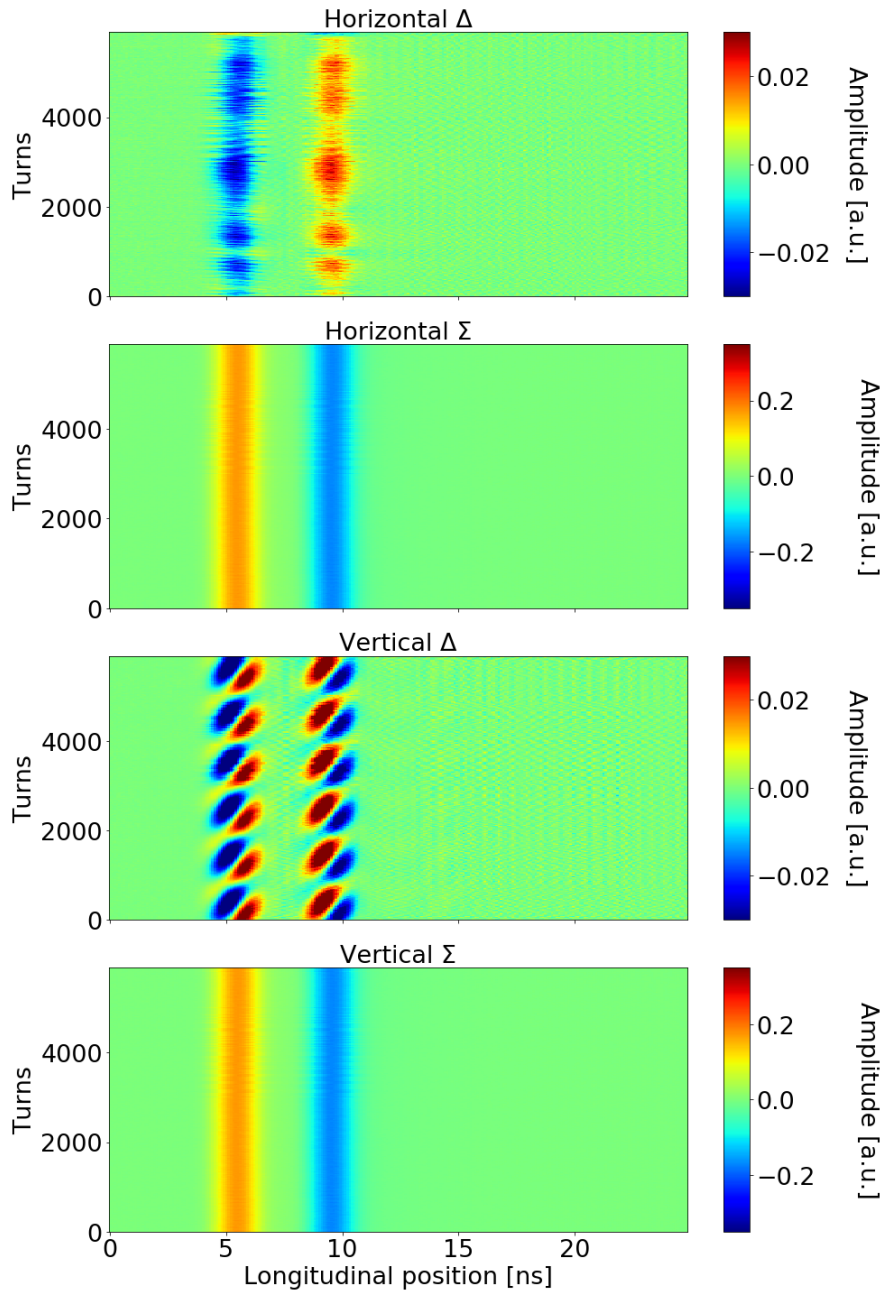 Horizontal Δ
Turns
4000
2000
0
0.02
0.00
−0.02
Amplitude [a.u.]
Horizontal Σ
Turns
4000
2000
0
0.2
0.0
−0.2
Amplitude [a.u.]
Vertical Δ
Turns
4000
2000
0
0.02
0.00
−0.02
Amplitude [a.u.]
Vertical Σ
Turns
4000
2000
0
0.2
0.0
−0.2
Amplitude [a.u.]
0 5 10 15 20
Longitudinal position [ns]